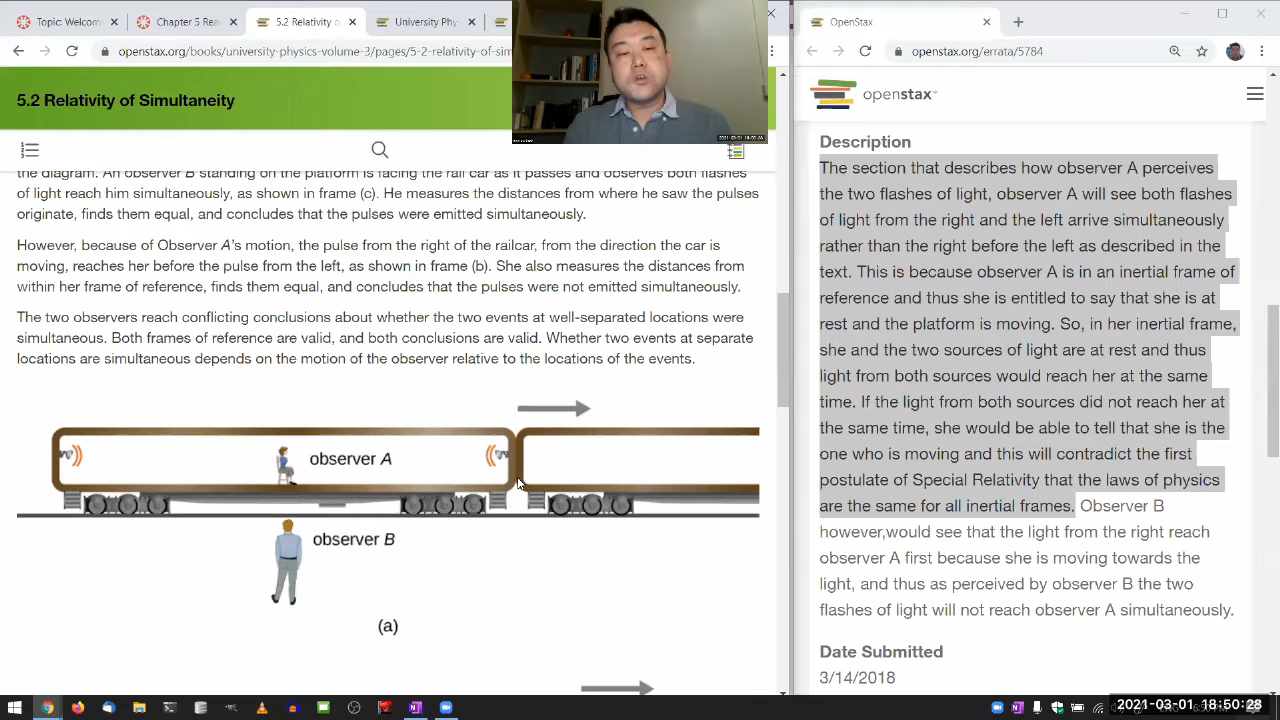 Topic: Welcom
Chapter 5 Rea
5.2 Relativity o
University Phy
openstax.org/books/university-physics-volume-3/pages/5-2-relativity-of-sim
5.2 Relativity of Simultaneity
the diagram. An observer B standing on the platform is facing the rail car as it passes and observes both flashes
of light reach him simultaneously, as shown in frame (c). He measures the distances from where he saw the pulses
originate, finds them equal, and concludes that the pulses were emitted simultaneously.
However, because of Observer A's motion, the pulse from the right of the railcar, from the direction the car is
moving, reaches her before the pulse from the left, as shown in frame (b). She also measures the distances from
within her frame of reference, finds them equal, and concludes that the pulses were not emitted simultaneously.
The two observers reach conflicting conclusions about whether the two events at well-separated locations were
simultaneous. Both frames of reference are valid, and both conclusions are valid. Whether two events at separate
locations are simultaneous depends on the motion of the observer relative to the locations of the events.
observer A
observer B
(a)
2021-03-01 18:50:28
OpenStax
openstax.org/errata/5784
openstax™
Description
The section that describes how observer A perceives
the two flashes of light, observer A will see both flashes
of light from the right and the left arrive simultaneously
rather than the right before the left as described in the
text. This is because observer A is in an inertial frame of
reference and thus she is entitled to say that she is at
rest and the platform is moving. So, in her inertial frame,
she and the two sources of light are at rest and thus
light from both sources would reach her at the same
time. If the light from both sources did not reach her at
the same time, she would be able to tell that she is the
one who is moving and this will contradict the first
postulate of Special Relativity that the laws of physics
are the same for all inertial frames. Observer B
however,would see that the light from the right reach
observer A first because she is moving towards the
light, and thus as perceived by observer B the two
flashes of light will not reach observer A simultaneously.
Date Submitted
3/14/2018
2021-03-01 18:50:28